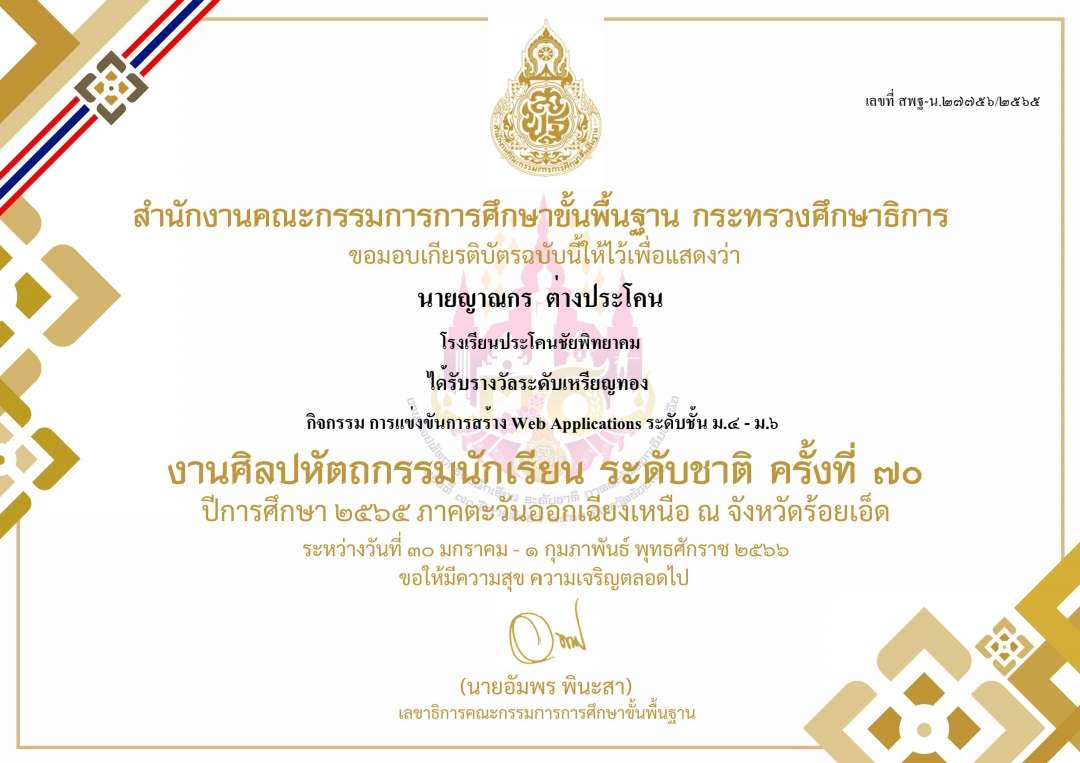 เลขที่ สพฐ-น.๒๗๗๕๖/๒๕๖๕
สำนักงานคณะกรรมการการศึกษาขั้นพื้นฐาน กระทรวงศึกษาธิการ
ขอมอบเกียรติบัตรฉบับนี้ให้ไว้เพื่อแสดงว่า
นายญาณกร ต่างประโคน
โรงเรียนประโคนชัยพิทยาคม
ได้รับรางวัลระดับเหรียญทอง
กิจกรรม การแข่งขันการสร้าง Web Applications ระดับชั้น ม.๔ - ม.๖
งานศิลปหัตถกรรมนักเรียน ระดับชาติ ครั้งที่ ๗๐
ปีการศึกษา ๒๕๖๕ ภาคตะวันออกเฉียงเหนือ ณ จังหวัดร้อยเอ็ด
ระหว่างวันที่ ๓๐ มกราคม - ๑ กุมภาพันธ์ พุทธศักราช ๒๕๖๖
ขอให้มีความสุข ความเจริญตลอดไป
(นายอัมพร พินะสา)
เลขาธิการคณะกรรมการการศึกษาขั้นพื้นฐาน